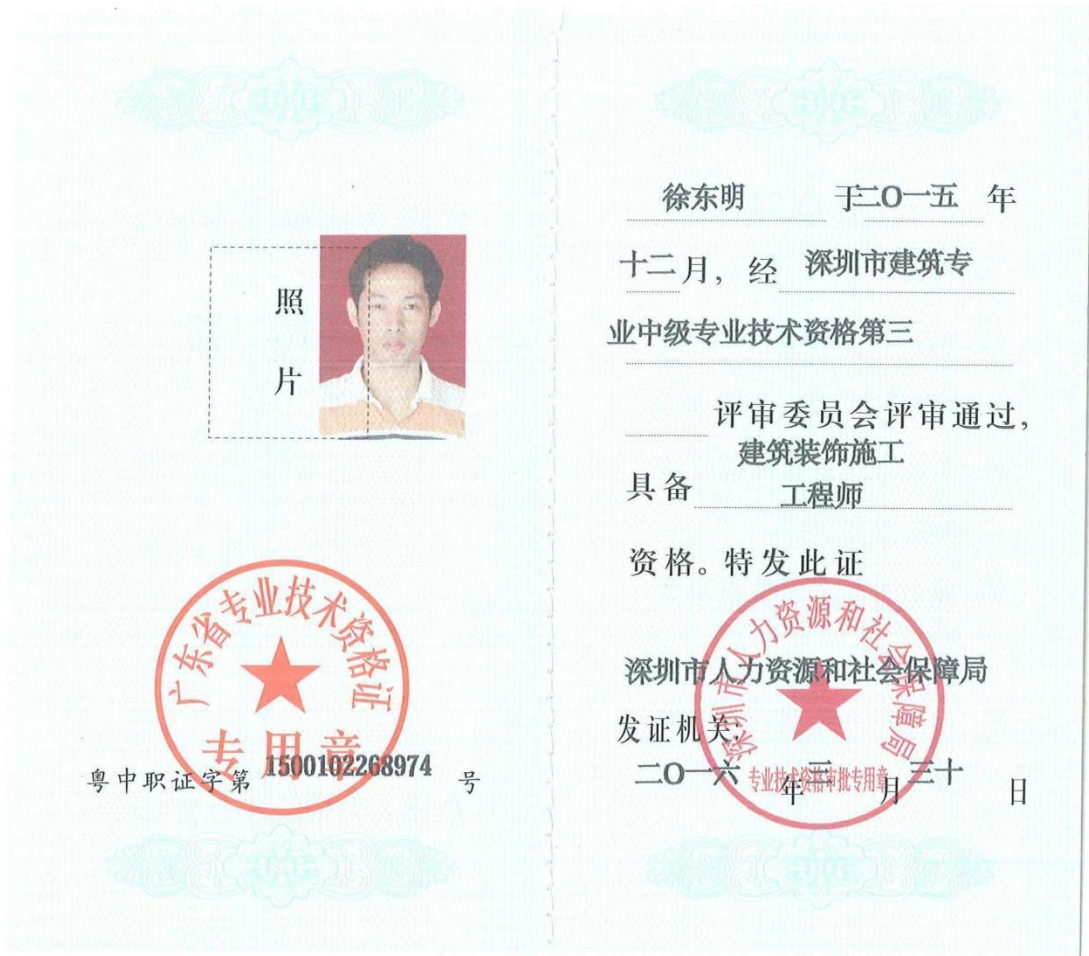 照
片
广东省专业技术资格证
专用章
粤中职证字第 1500102268974 号
徐东明 于二〇一五 年
十二月，经 深圳市建筑专
业中级专业技术资格第三
评审委员会评审通过，
建筑装饰施工
具备 工程师
资格。特发此证
深圳市人力资源和社会保障局
深圳市人力资源和社会保障局
发证机关：
二〇一六 年 三 月 三十 日
专业技术资格审批专用章